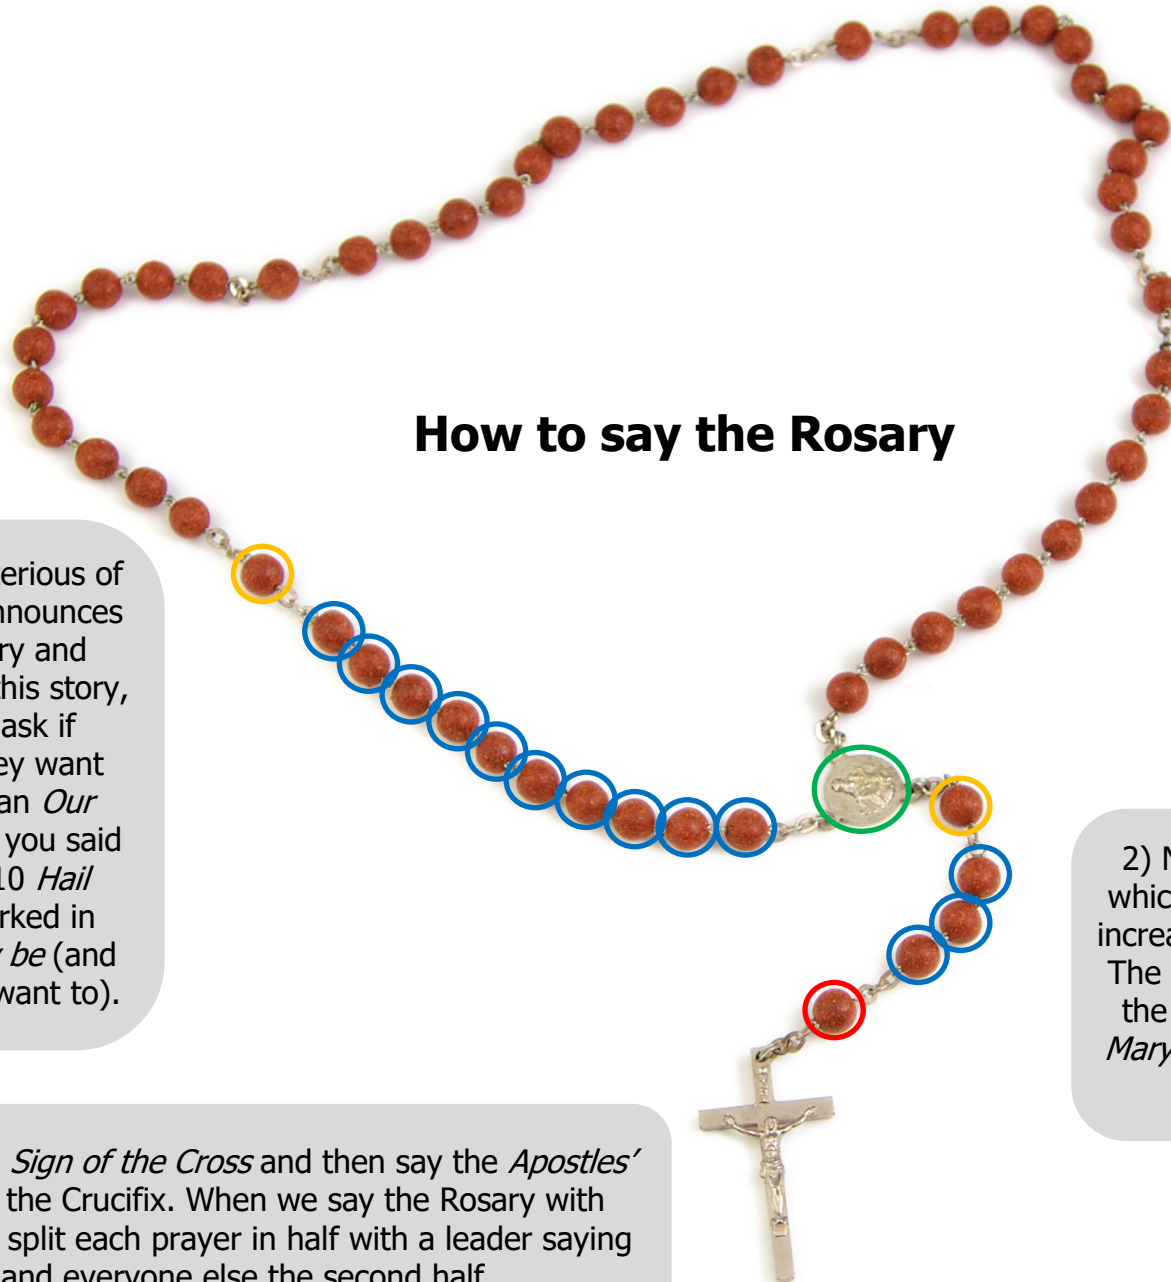 How to say the Rosary
terious of
nnounces
ry and
this story,
ask if
ey want
an Our
you said
10 Hail
rked in
be (and
want to).
2) N
which
increa
The
the
Mary
Sign of the Cross and then say the Apostles’
the Crucifix. When we say the Rosary with
split each prayer in half with a leader saying
and everyone else the second half